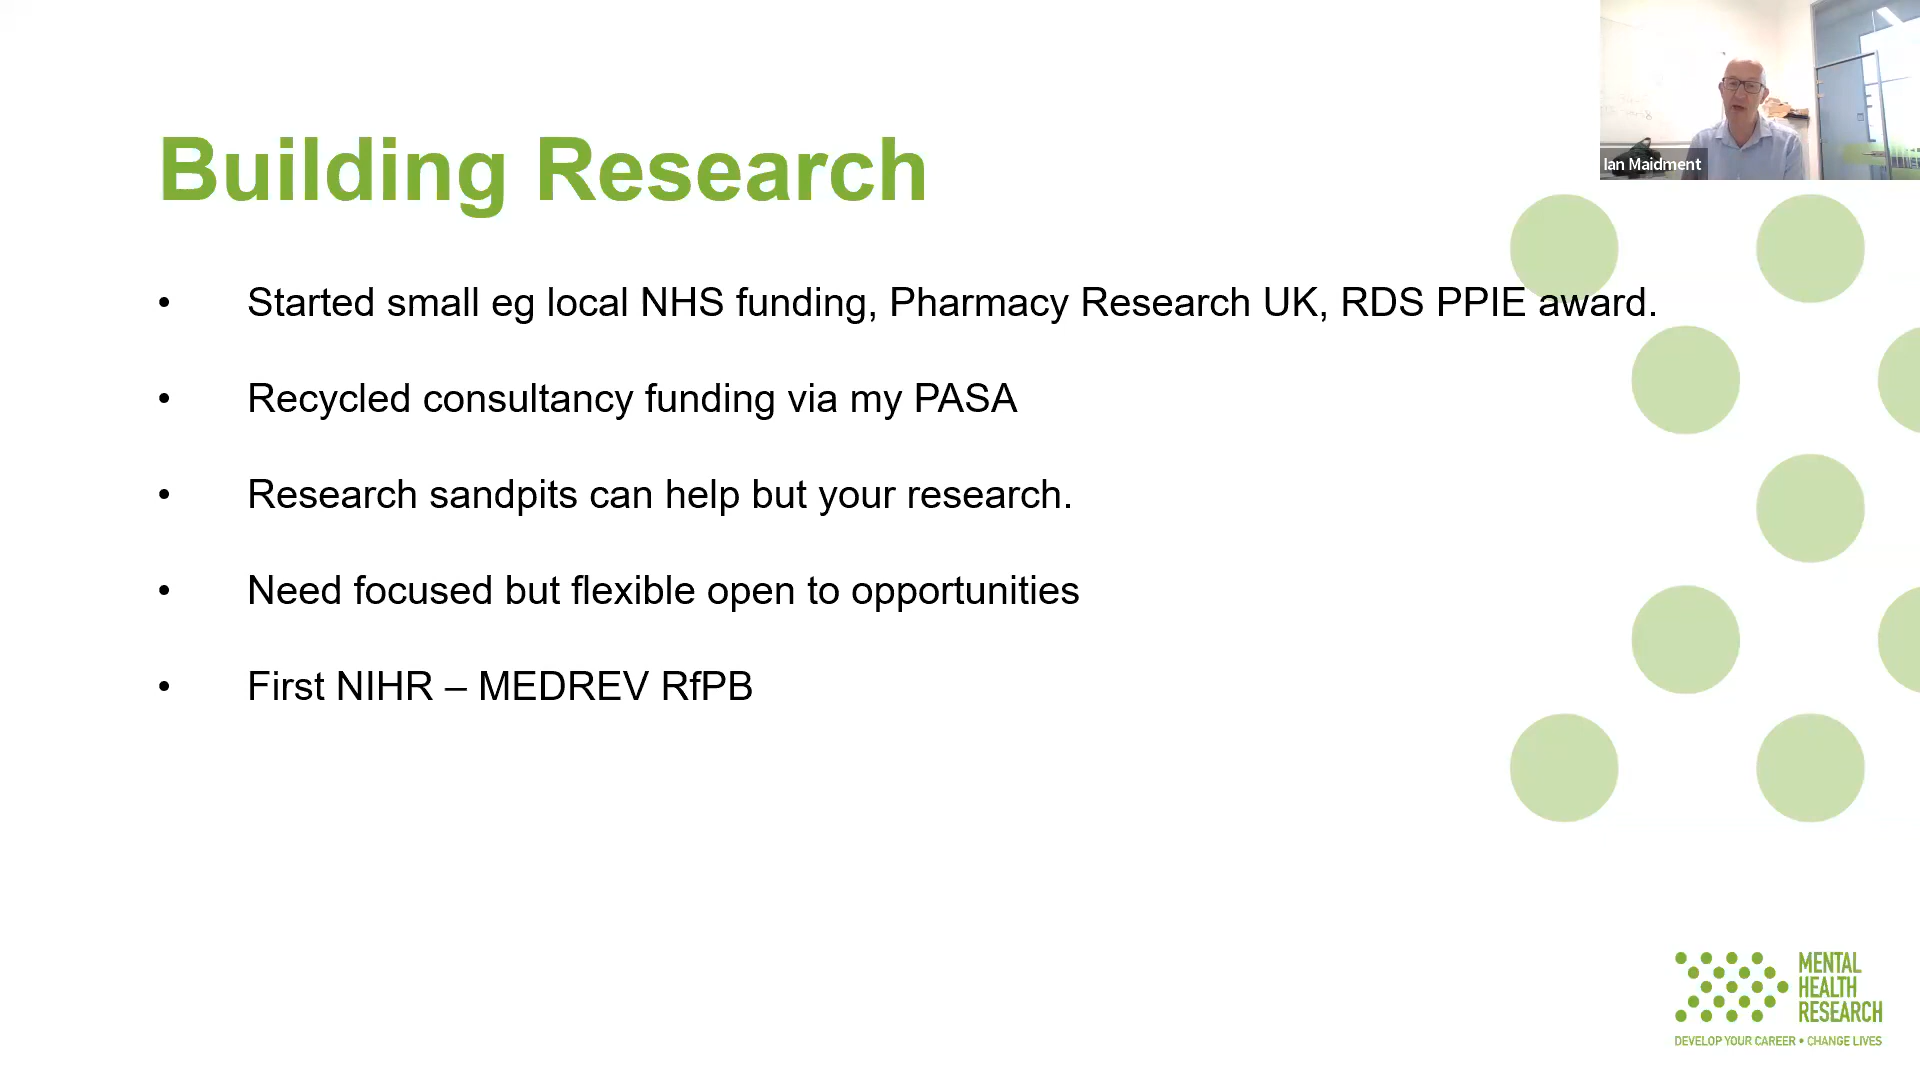 Ian Maidment
Building Research
• Started small eg local NHS funding, Pharmacy Research UK, RDS PPIE award.
• Recycled consultancy funding via my PASA
• Research sandpits can help but your research.
• Need focused but flexible open to opportunities
• First NIHR – MEDREV RfPB
MENTAL
HEALTH
RESEARCH
DEVELOP YOUR CAREER • CHANGE LIVES